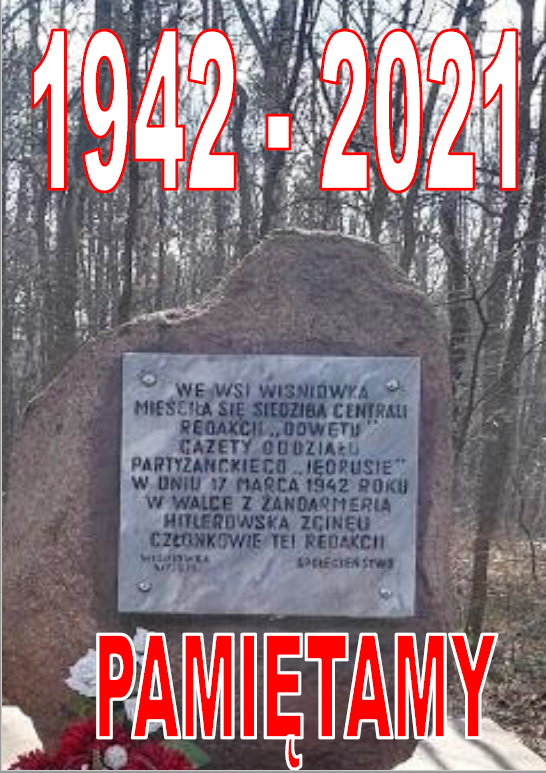 1942 - 2021
WE WSI WIŚNIÓWKA
MIEŚCIŁA SIĘ SIEDZIBA CENTRALI
REDAKCJI „ODWETU”
GAZETY ODDZIAŁU
PARTYZANCKIEGO „JĘDRUSIE”
W DNIU 17 MARCA 1942 ROKU
W WALCE Z ŻANDARMERIĄ
HITLEROWSKĄ ZGINĘLI
CZŁONKOWIE TEJ REDAKCJI
WIŚNIÓWKA SPOŁECZEŃSTWO
PAMIĘTAMY